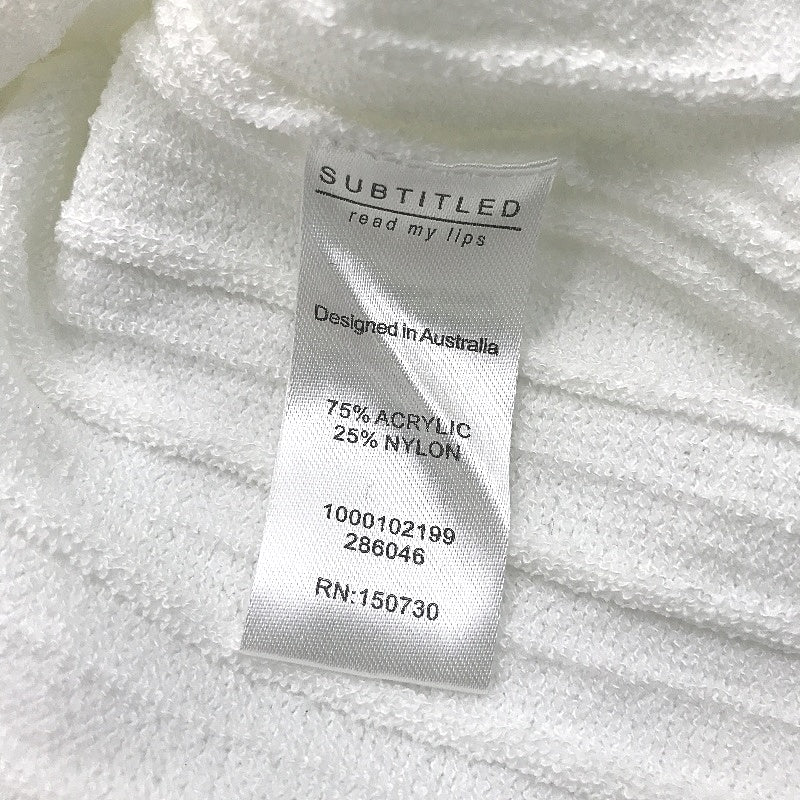 SUBTITLED
read my lips
Designed in Australia
75% ACRYLIC
25% NYLON
1000102199
286046
RN:150730